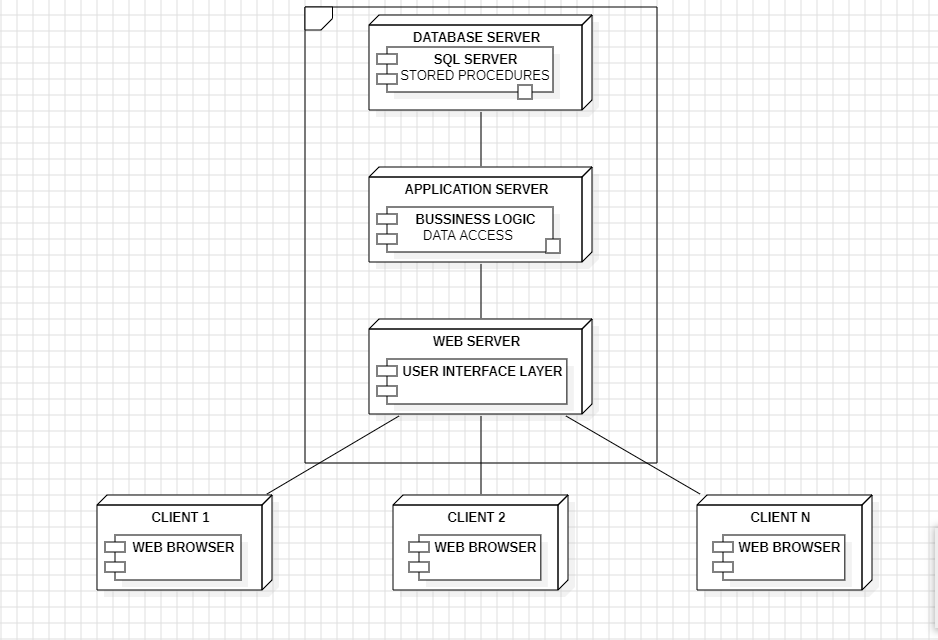 DATABASE SERVER
SQL SERVER
STORED PROCEDURES
APPLICATION SERVER
BUSSINESS LOGIC
DATA ACCESS
WEB SERVER
USER INTERFACE LAYER
CLIENT 1
WEB BROWSER
CLIENT 2
WEB BROWSER
CLIENT N
WEB BROWSER